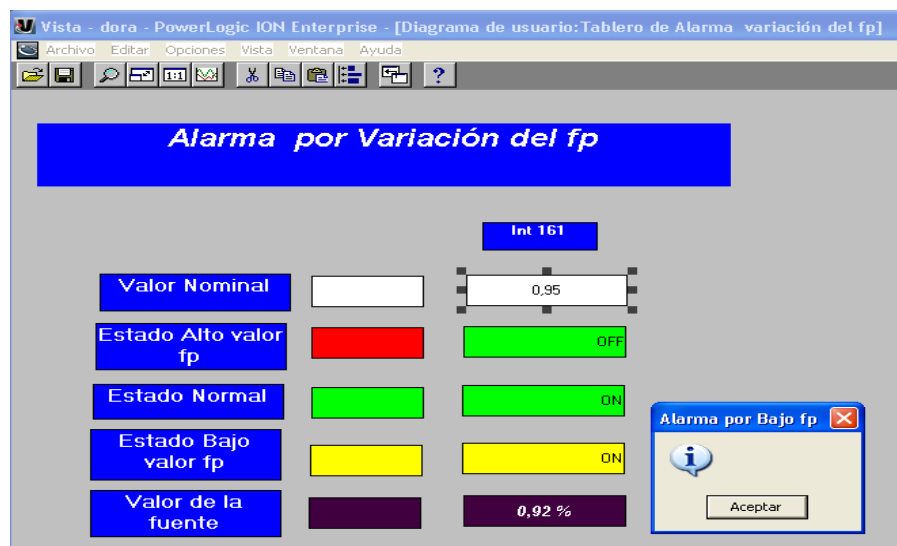 Vista - dora - PowerLogic ION Enterprise - [Diagrama de usuario:Tablero de Alarma variación del fp]
Archivo Editar Opciones Vista Ventana Ayuda
1:1 ?
Alarma por Variación del fp
Int 161
Valor Nominal 0,95
Estado Alto valor
fp
OFF
Estado Normal ON
Estado Bajo
valor fp
ON
Valor de la
fuente
0,92 %
Alarma por Bajo fp
Aceptar